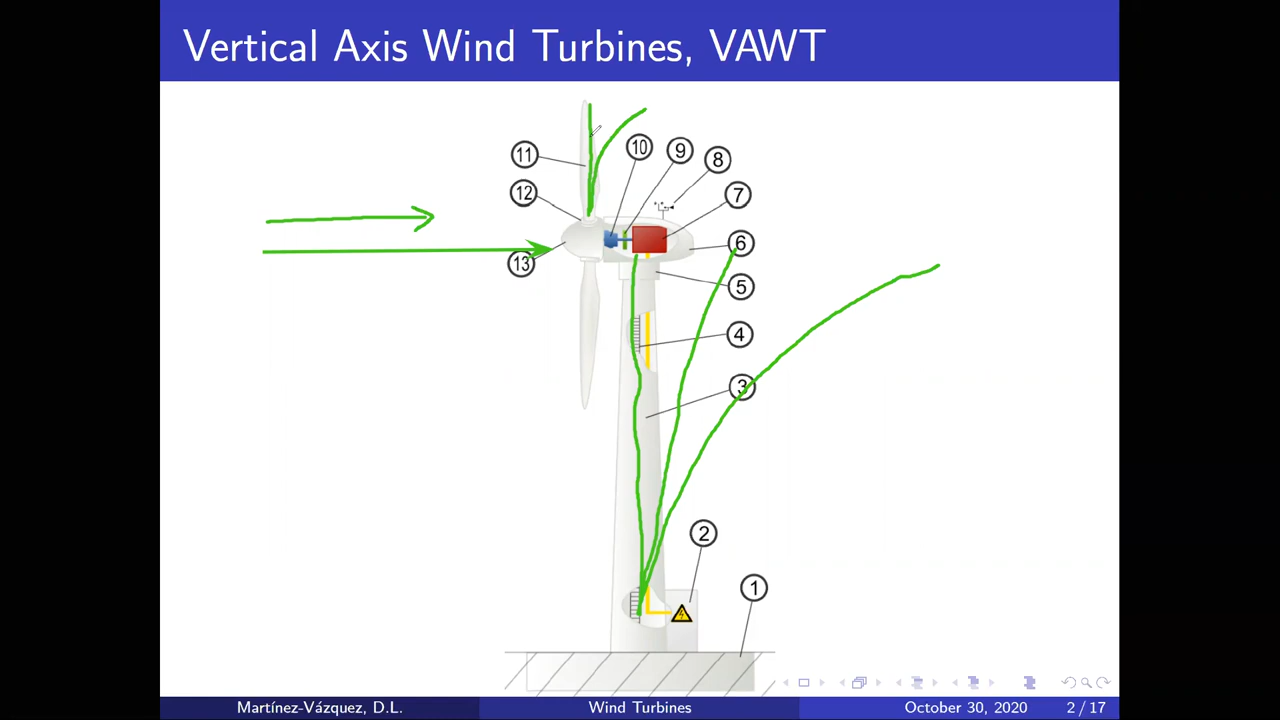 Vertical Axis Wind Turbines, VAWT
11
10
9
8
12
7
13
6
5
4
3
2
1
Martínez-Vázquez, D.L.
Wind Turbines
October 30, 2020
2 / 17